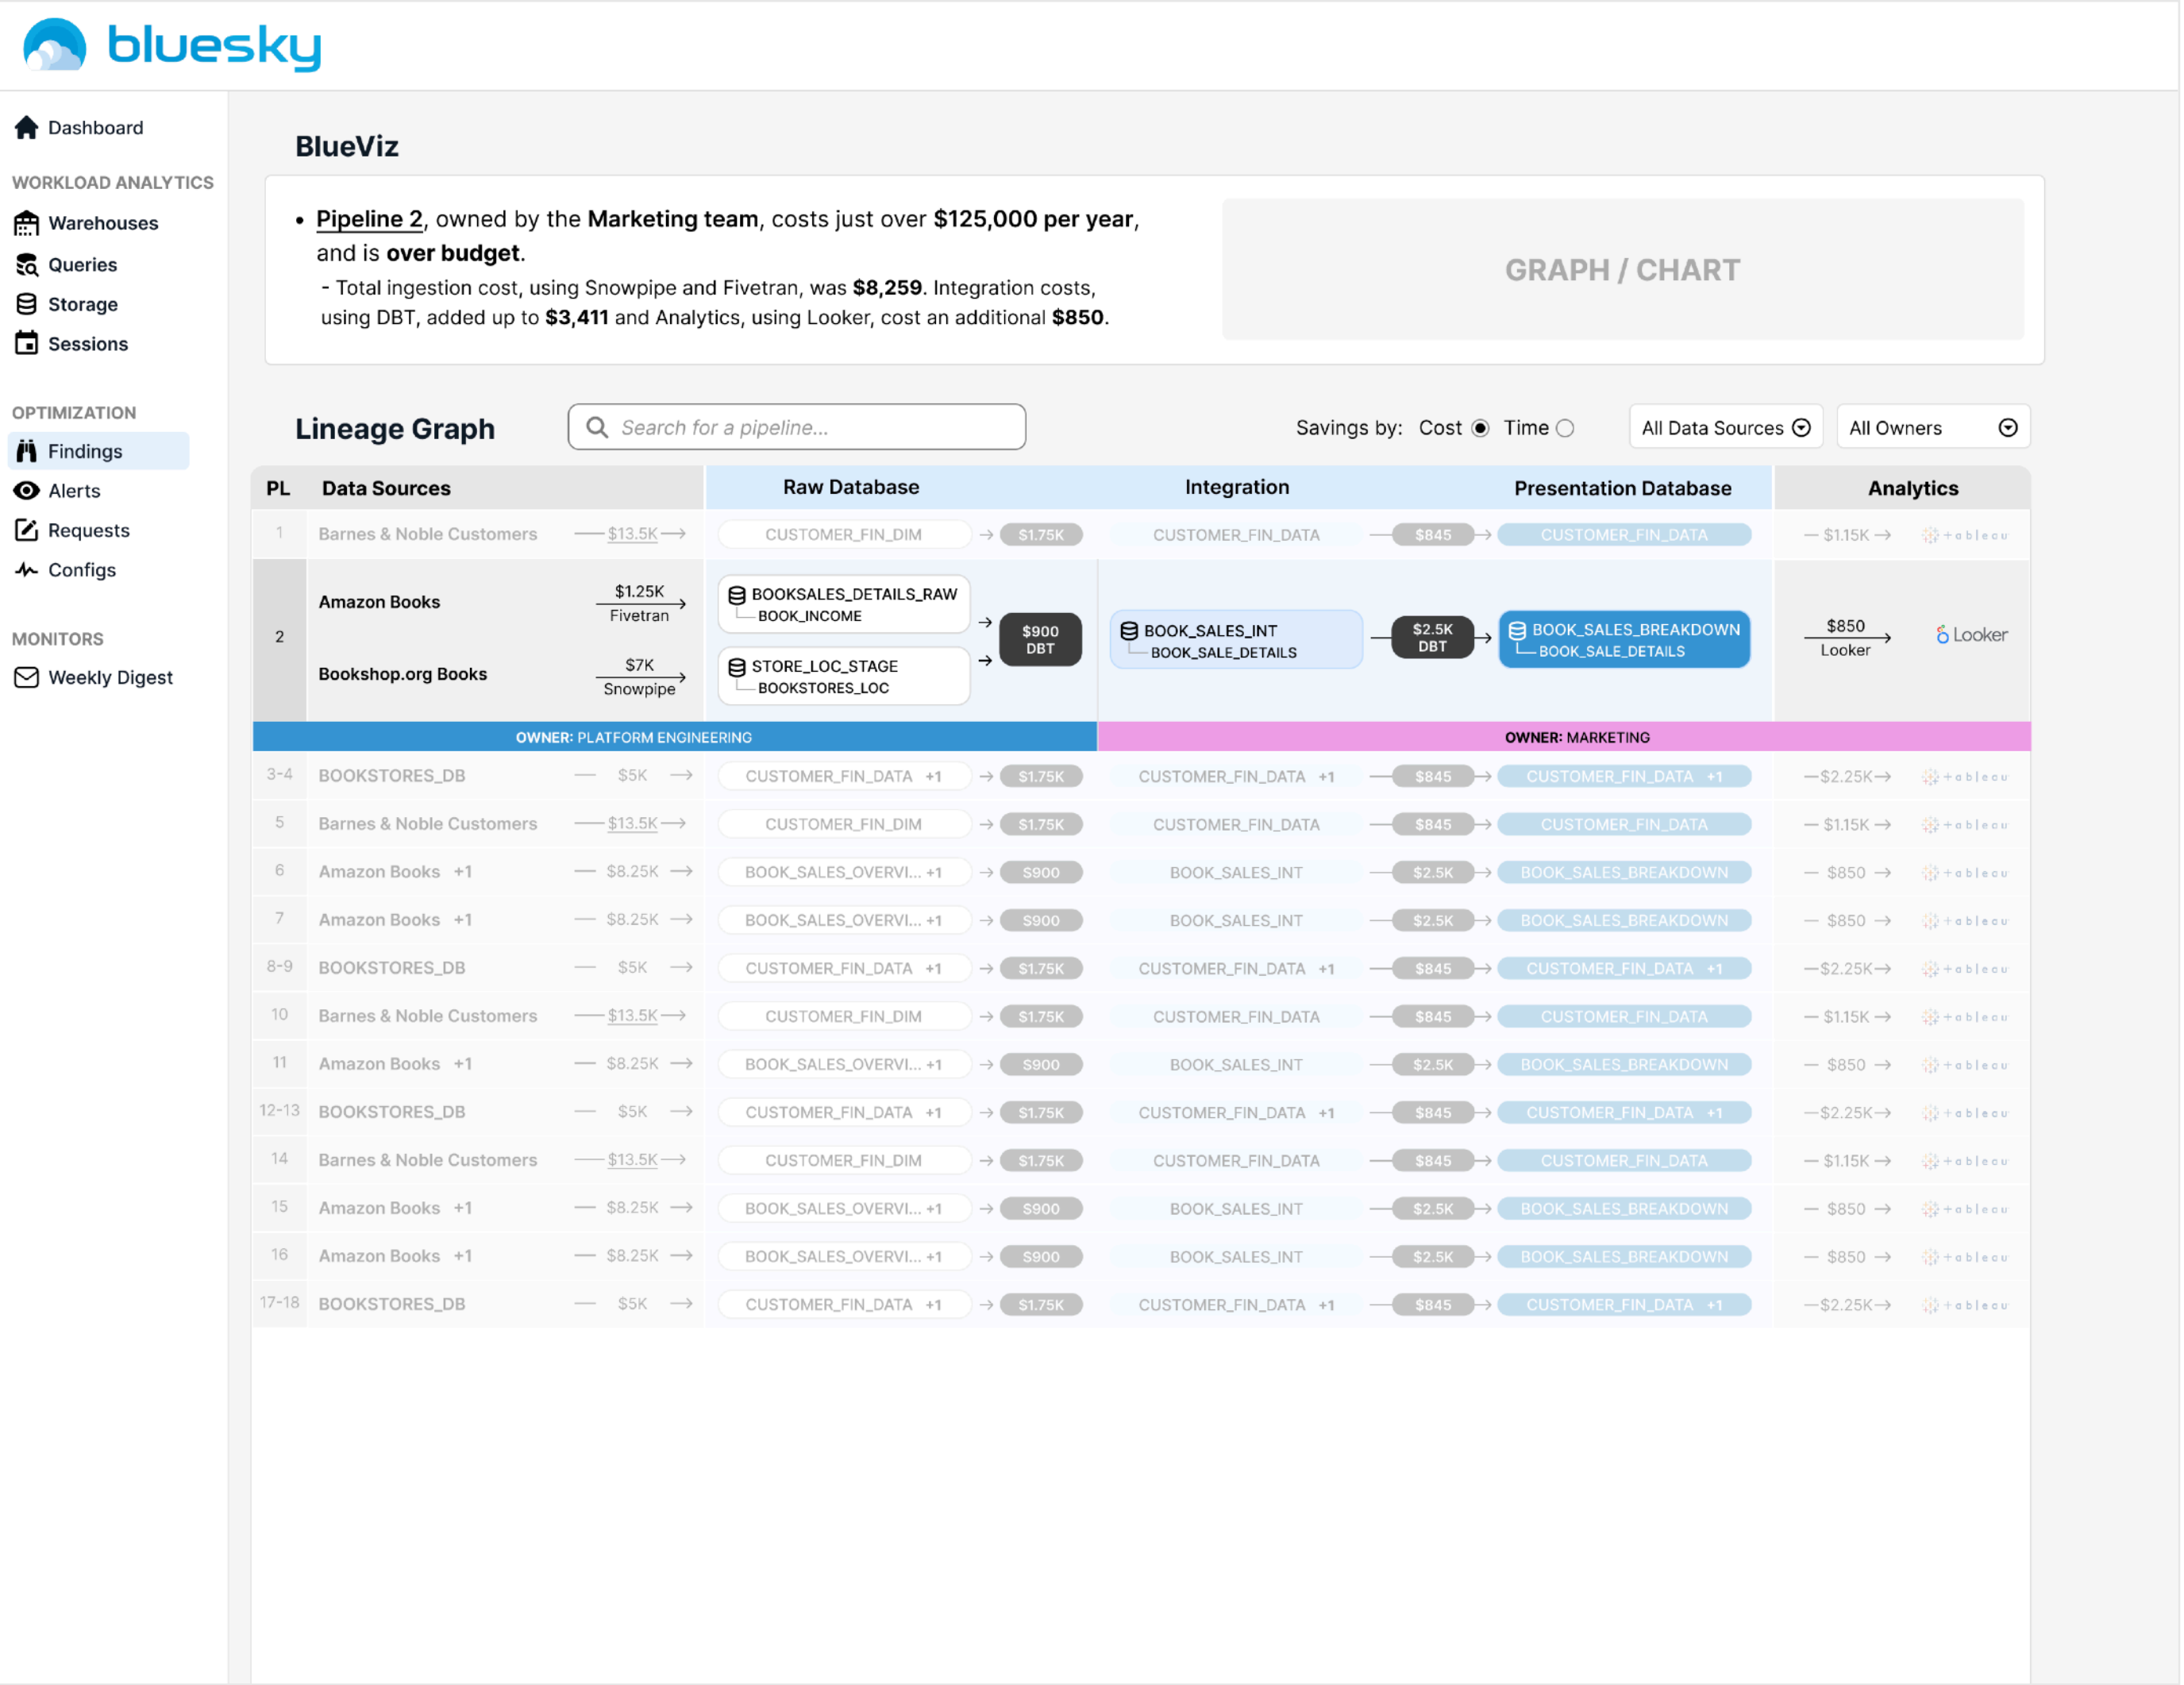 bluesky
Dashboard
WORKLOAD ANALYTICS
Warehouses
Queries
Storage
Sessions
OPTIMIZATION
Findings
Alerts
Requests
Configs
MONITORS
Weekly Digest
BlueViz
• Pipeline 2, owned by the Marketing team, costs just over $125,000 per year,
and is over budget.
- Total ingestion cost, using Snowpipe and Fivetran, was $8,259. Integration costs,
using DBT, added up to $3,411 and Analytics, using Looker, cost an additional $850.
GRAPH / CHART
Lineage Graph
Search for a pipeline...
Savings by: Cost Time
All Data Sources
All Owners
PL Data Sources Raw Database Integration Presentation Database Analytics
1 Barnes & Noble Customers $13.5K CUSTOMER_FIN_DIM $1.75K CUSTOMER_FIN_DATA $845 CUSTOMER_FIN_DATA $1.15K +ableau
2
Amazon Books
$1.25K
Fivetran
Bookshop.org Books
$7K
Snowpipe
BOOKSALES_DETAILS_RAW
BOOK_INCOME
STORE_LOC_STAGE
BOOKSTORES_LOC
$900
DBT
BOOK_SALES_INT
BOOK_SALE_DETAILS
$2.5K
DBT
BOOK_SALES_BREAKDOWN
BOOK_SALE_DETAILS
$850
Looker
Looker
OWNER: PLATFORM ENGINEERING
OWNER: MARKETING
3-4 BOOKSTORES_DB $5K CUSTOMER_FIN_DATA +1 $1.75K CUSTOMER_FIN_DATA +1 $845 CUSTOMER_FIN_DATA +1 $2.25K +ableau
5 Barnes & Noble Customers $13.5K CUSTOMER_FIN_DIM $1.75K CUSTOMER_FIN_DATA $845 CUSTOMER_FIN_DATA $1.15K +ableau
6 Amazon Books +1 $8.25K BOOK_SALES_OVERVI... +1 $900 BOOK_SALES_INT $2.5K BOOK_SALES_BREAKDOWN $850 +ableau
7 Amazon Books +1 $8.25K BOOK_SALES_OVERVI... +1 $900 BOOK_SALES_INT $2.5K BOOK_SALES_BREAKDOWN $850 +ableau
8-9 BOOKSTORES_DB $5K CUSTOMER_FIN_DATA +1 $1.75K CUSTOMER_FIN_DATA +1 $845 CUSTOMER_FIN_DATA +1 $2.25K +ableau
10 Barnes & Noble Customers $13.5K CUSTOMER_FIN_DIM $1.75K CUSTOMER_FIN_DATA $845 CUSTOMER_FIN_DATA $1.15K +ableau
11 Amazon Books +1 $8.25K BOOK_SALES_OVERVI... +1 $900 BOOK_SALES_INT $2.5K BOOK_SALES_BREAKDOWN $850 +ableau
12-13 BOOKSTORES_DB $5K CUSTOMER_FIN_DATA +1 $1.75K CUSTOMER_FIN_DATA +1 $845 CUSTOMER_FIN_DATA +1 $2.25K +ableau
14 Barnes & Noble Customers $13.5K CUSTOMER_FIN_DIM $1.75K CUSTOMER_FIN_DATA $845 CUSTOMER_FIN_DATA $1.15K +ableau
15 Amazon Books +1 $8.25K BOOK_SALES_OVERVI... +1 $900 BOOK_SALES_INT $2.5K BOOK_SALES_BREAKDOWN $850 +ableau
16 Amazon Books +1 $8.25K BOOK_SALES_OVERVI... +1 $900 BOOK_SALES_INT $2.5K BOOK_SALES_BREAKDOWN $850 +ableau
17-18 BOOKSTORES_DB $5K CUSTOMER_FIN_DATA +1 $1.75K CUSTOMER_FIN_DATA +1 $845 CUSTOMER_FIN_DATA +1 $2.25K +ableau